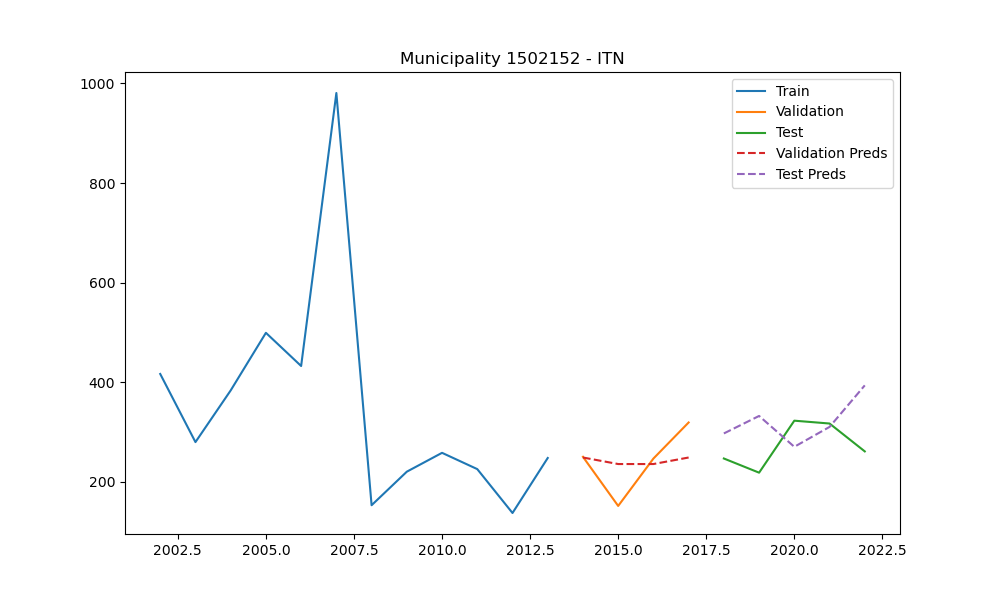 Municipality 1502152 - ITN
1000
800
600
400
200
2002.5 2005.0 2007.5 2010.0 2012.5 2015.0 2017.5 2020.0 2022.5
Train
Validation
Test
Validation Preds
Test Preds